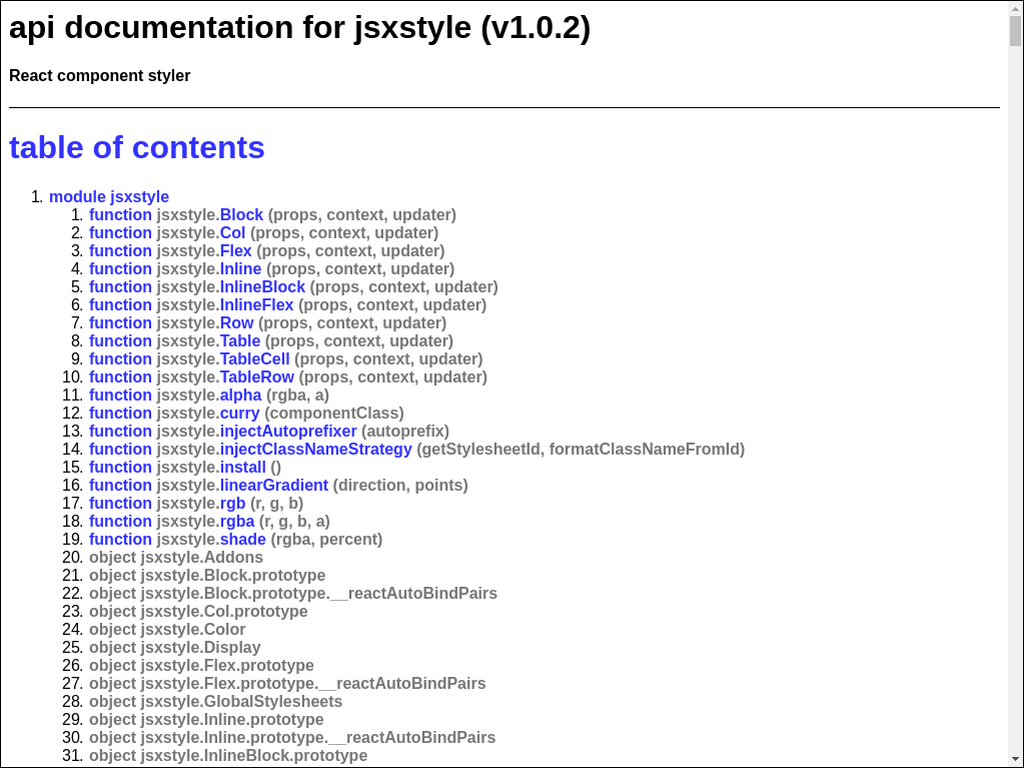 api documentation for jsxstyle (v1.0.2)
React component styler
table of contents
1. module jsxstyle
1. function jsxstyle.Block (props, context, updater)
2. function jsxstyle.Col (props, context, updater)
3. function jsxstyle.Flex (props, context, updater)
4. function jsxstyle.Inline (props, context, updater)
5. function jsxstyle.InlineBlock (props, context, updater)
6. function jsxstyle.InlineFlex (props, context, updater)
7. function jsxstyle.Row (props, context, updater)
8. function jsxstyle.Table (props, context, updater)
9. function jsxstyle.TableCell (props, context, updater)
10. function jsxstyle.TableRow (props, context, updater)
11. function jsxstyle.alpha (rgba, a)
12. function jsxstyle.curry (componentClass)
13. function jsxstyle.injectAutoprefixer (autoprefix)
14. function jsxstyle.injectClassNameStrategy (getStylesheetId, formatClassNameFromId)
15. function jsxstyle.install ()
16. function jsxstyle.linearGradient (direction, points)
17. function jsxstyle.rgb (r, g, b)
18. function jsxstyle.rgba (r, g, b, a)
19. function jsxstyle.shade (rgba, percent)
20. object jsxstyle.Addons
21. object jsxstyle.Block.prototype
22. object jsxstyle.Block.prototype.__reactAutoBindPairs
23. object jsxstyle.Col.prototype
24. object jsxstyle.Color
25. object jsxstyle.Display
26. object jsxstyle.Flex.prototype
27. object jsxstyle.Flex.prototype.__reactAutoBindPairs
28. object jsxstyle.GlobalStylesheets
29. object jsxstyle.Inline.prototype
30. object jsxstyle.Inline.prototype.__reactAutoBindPairs
31. object jsxstyle.InlineBlock.prototype